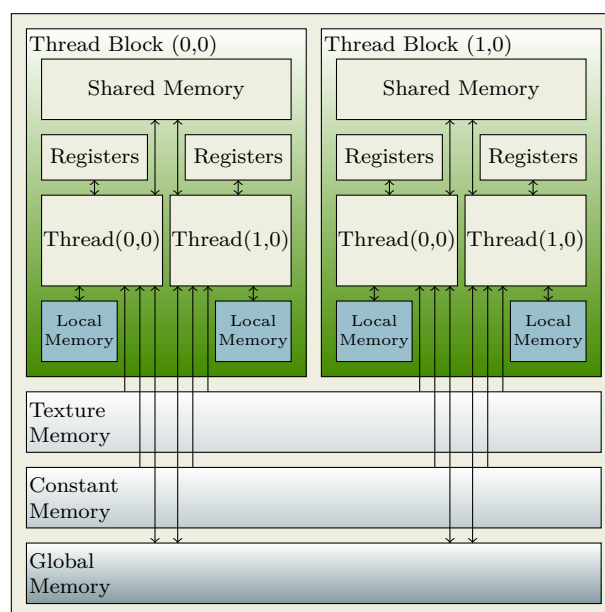 Thread Block (0,0)
Shared Memory
Registers
Registers
Thread(0,0)
Thread(1,0)
Local
Memory
Local
Memory
Thread Block (1,0)
Shared Memory
Registers
Registers
Thread(0,0)
Thread(1,0)
Local
Memory
Local
Memory
Texture
Memory
Constant
Memory
Global
Memory